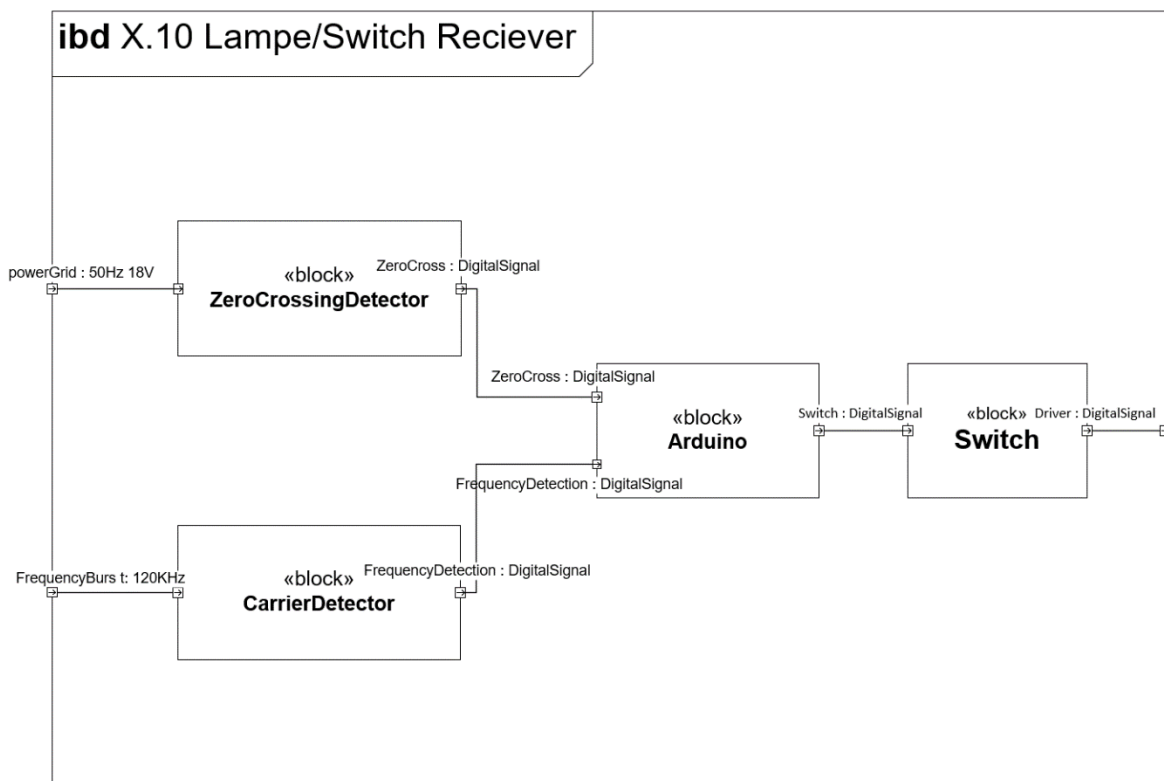 ibd X.10 Lampe/Switch Reciever
powerGrid : 50Hz 18V
«block»
ZeroCrossingDetector
ZeroCross : DigitalSignal
ZeroCross : DigitalSignal
«block»
Arduino
FrequencyDetection : DigitalSignal
Switch : DigitalSignal
«block»
Switch
Driver : DigitalSignal
FrequencyBurs t: 120KHz
«block»
CarrierDetector
FrequencyDetection : DigitalSignal